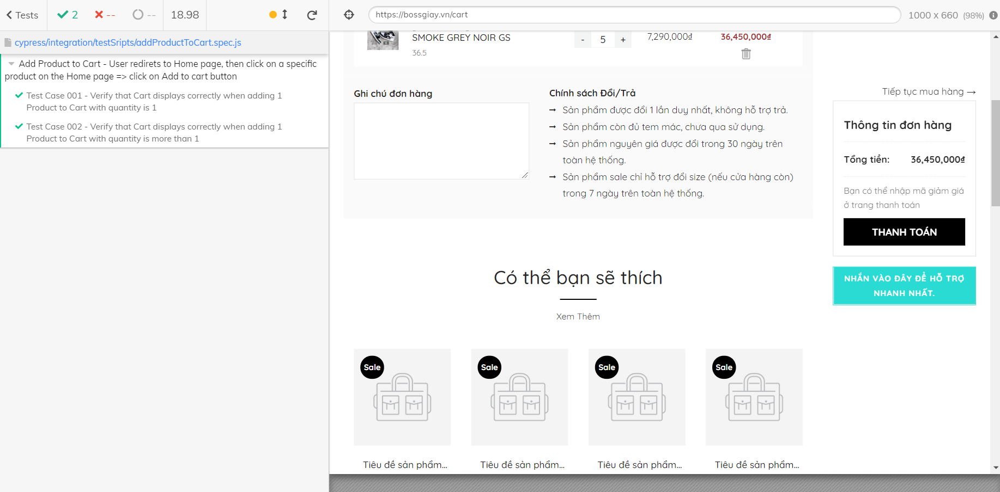 Tests
2
--
--
18.98
https://bossgiay.vn/cart
1000 x 660 (98%)
cypress/integration/testSripts/addProductToCart.spec.js
Add Product to Cart - User redirets to Home page, then click on a specific
product on the Home page => click on Add to cart button
Test Case 001 - Verify that Cart displays correctly when adding 1
Product to Cart with quantity is 1
Test Case 002 - Verify that Cart displays correctly when adding 1
Product to Cart with quantity is more than 1
SMOKE GREY NOIR GS
36.5
- 5 +
7,290,000₫
36,450,000₫
Ghi chú đơn hàng
Chính sách Đổi/Trả
→ Sản phẩm được đổi 1 lần duy nhất, không hỗ trợ trả.
→ Sản phẩm còn đủ tem mác, chưa qua sử dụng.
→ Sản phẩm nguyên giá được đổi trong 30 ngày trên
toàn hệ thống.
→ Sản phẩm sale chỉ hỗ trợ đổi size (nếu cửa hàng còn)
trong 7 ngày trên toàn hệ thống.
Tiếp tục mua hàng →
Thông tin đơn hàng
Tổng tiền: 36,450,000₫
Bạn có thể nhập mã giảm giá
ở trang thanh toán
THANH TOÁN
NHẮN VÀO ĐÂY ĐỂ HỖ TRỢ
NHANH NHẤT.
Có thể bạn sẽ thích
Xem Thêm
Sale
Sale
Sale
Sale
Tiêu đề sản phẩm...
Tiêu đề sản phẩm...
Tiêu đề sản phẩm...
Tiêu đề sản phẩm...